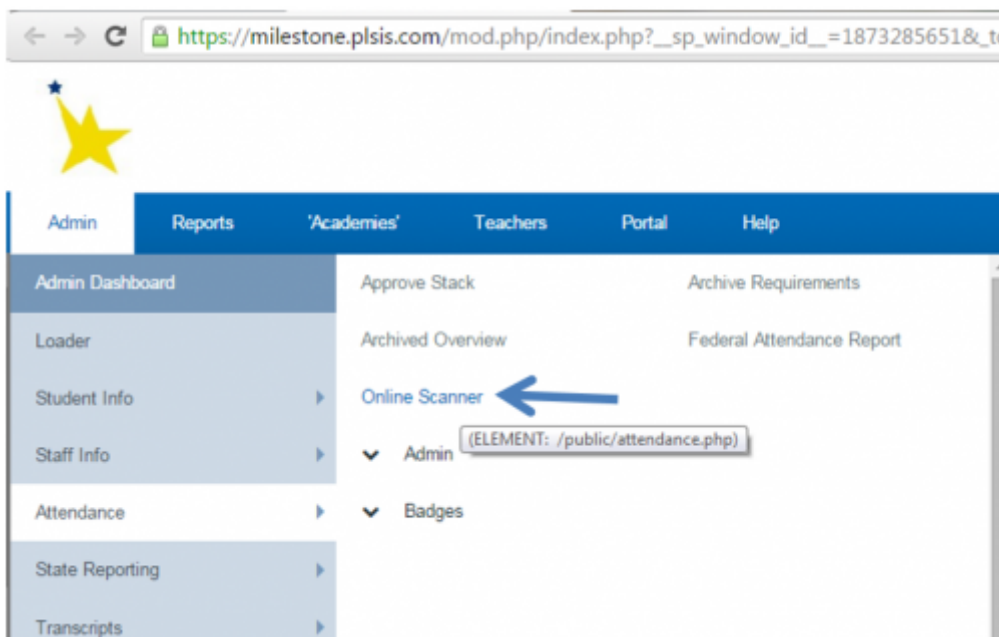 https://milestone.plsis.com/mod.php/index.php?__sp_window_id__=1873285651&_t
Admin Reports 'Academies' Teachers Portal Help
Admin Dashboard Approve Stack Archive Requirements
Loader Archived Overview Federal Attendance Report
Student Info Online Scanner
(ELEMENT: /public/attendance.php)
Staff Info Admin
Attendance Badges
State Reporting
Transcripts